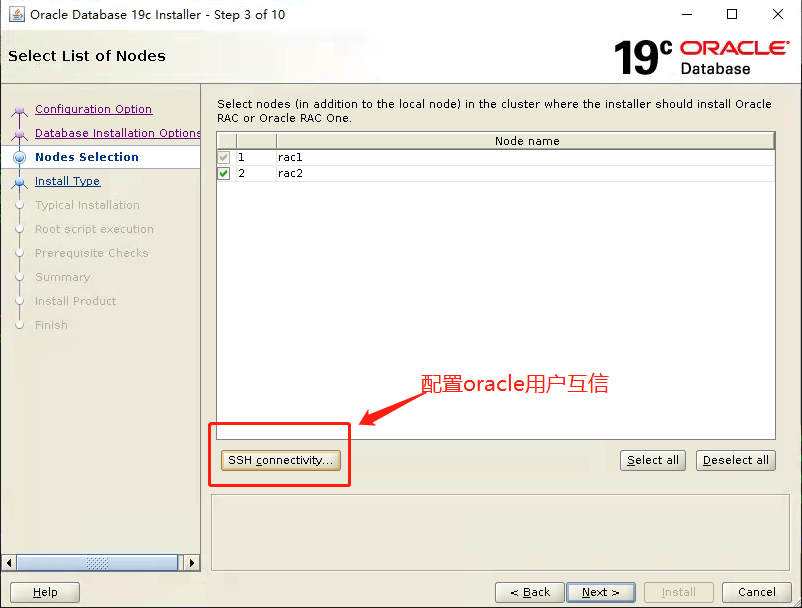 Oracle Database 19c Installer - Step 3 of 10
Select List of Nodes
19c ORACLE
Database
Configuration Option
Database Installation Options
Nodes Selection
Install Type
Typical Installation
Root script execution
Prerequisite Checks
Summary
Install Product
Finish
Select nodes (in addition to the local node) in the cluster where the installer should install Oracle
RAC or Oracle RAC One.
Node name
1 rac1
2 rac2
配置oracle用户互信
SSH connectivity...
Select all
Deselect all
Help
< Back
Next >
Install
Cancel